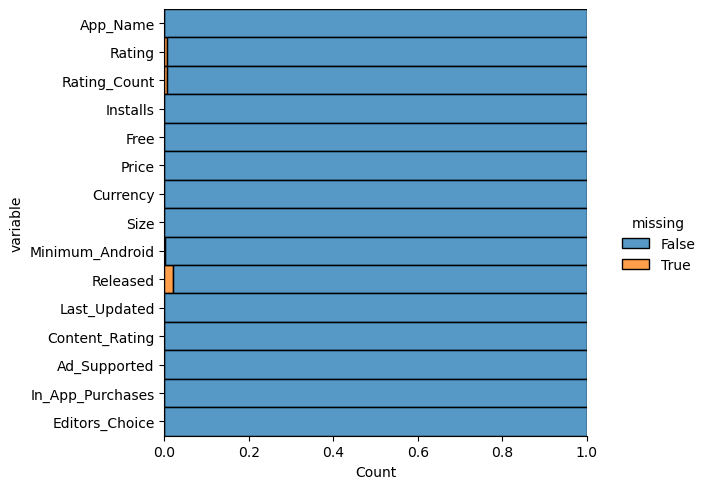 App_Name
Rating
Rating_Count
Installs
Free
Price
Currency
Size
Minimum_Android
Released
Last_Updated
Content_Rating
Ad_Supported
In_App_Purchases
Editors_Choice
variable
0.0 0.2 0.4 0.6 0.8 1.0
Count
missing
False
True